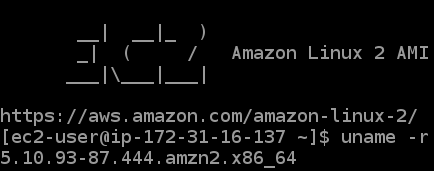 __|  __|_  )
       _|  (     /   Amazon Linux 2 AMI
      ___|\___|___|
https://aws.amazon.com/amazon-linux-2/
[ec2-user@ip-172-31-16-137 ~]$ uname -r
5.10.93-87.444.amzn2.x86_64